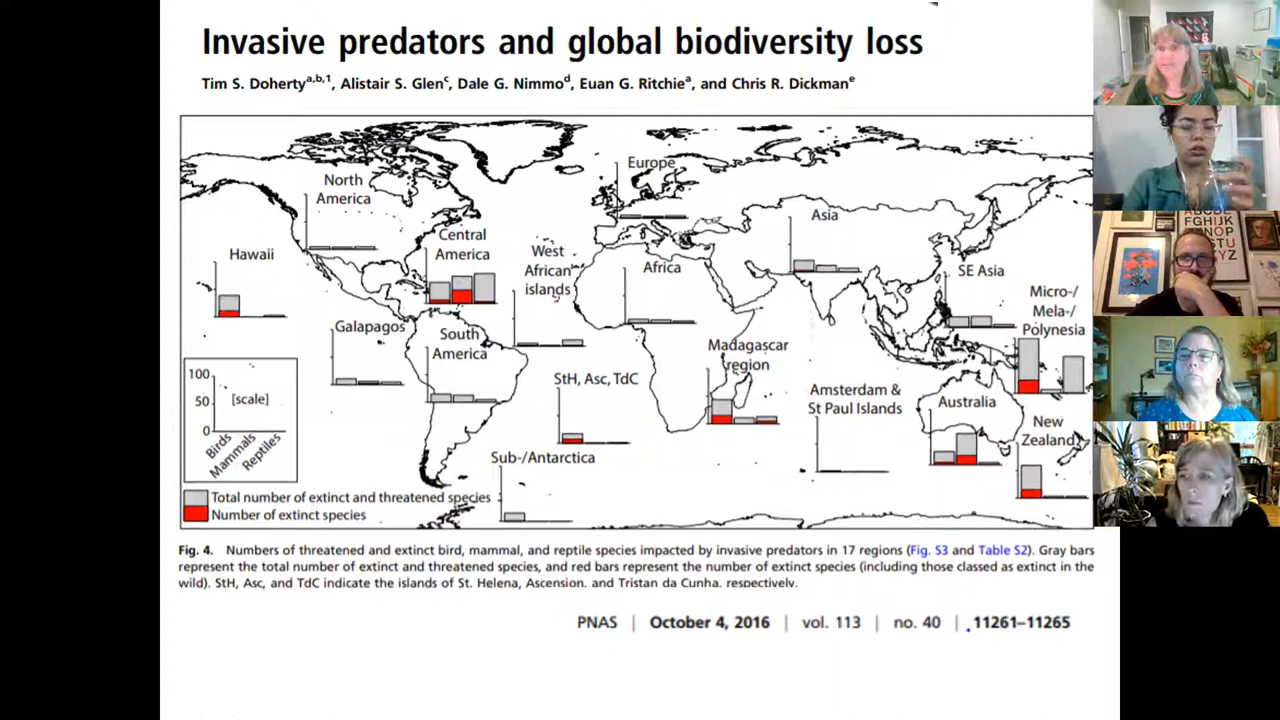 Invasive predators and global biodiversity loss
Tim S. Doherty^a,b,1, Alistair S. Glen^c, Dale G. Nimmo^d, Euan G. Ritchie^a, and Chris R. Dickman^e
Europe
North
America
Asia
Central
America
Hawaii
West
African
islands
Africa
SE Asia
Micro-/
Mela-/
Polynesia
Galapagos
South
America
Madagascar
region
StH, Asc, TdC
Amsterdam &
St Paul Islands
Australia
New
Zealand
100
50
0
[scale]
Birds
Mammals
Reptiles
Sub-/Antarctica
Total number of extinct and threatened species
Number of extinct species
Fig. 4. Numbers of threatened and extinct bird, mammal, and reptile species impacted by invasive predators in 17 regions (Fig. S3 and Table S2). Gray bars
represent the total number of extinct and threatened species, and red bars represent the number of extinct species (including those classed as extinct in the
wild). StH, Asc, and TdC indicate the islands of St. Helena, Ascension, and Tristan da Cunha, respectively.
PNAS | October 4, 2016 | vol. 113 | no. 40 | 11261–11265
FGHIJK